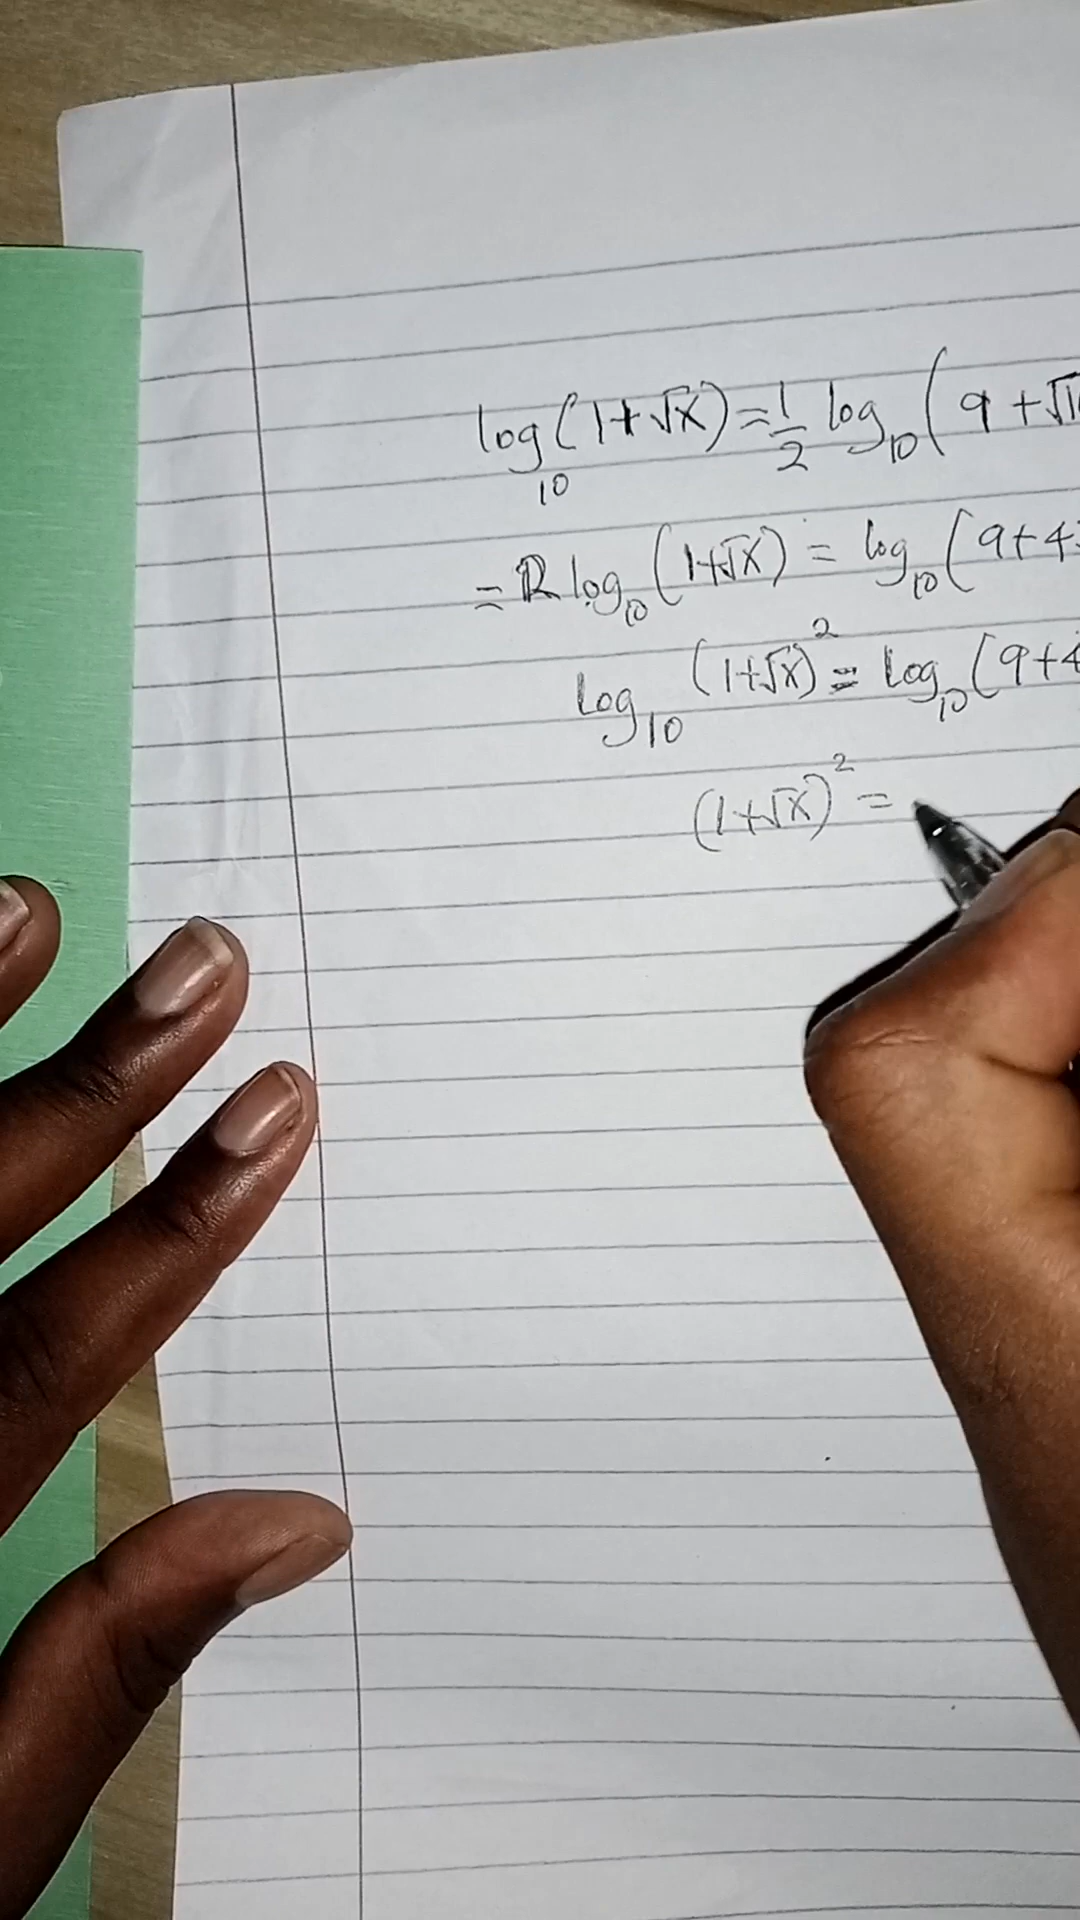 log₁₀(1+√x)=1/2 log₁₀(9+√1
= 2 log₁₀(1+√x) = log₁₀(9+4
log₁₀(1+√x)² = log₁₀(9+4
(1+√x)² =